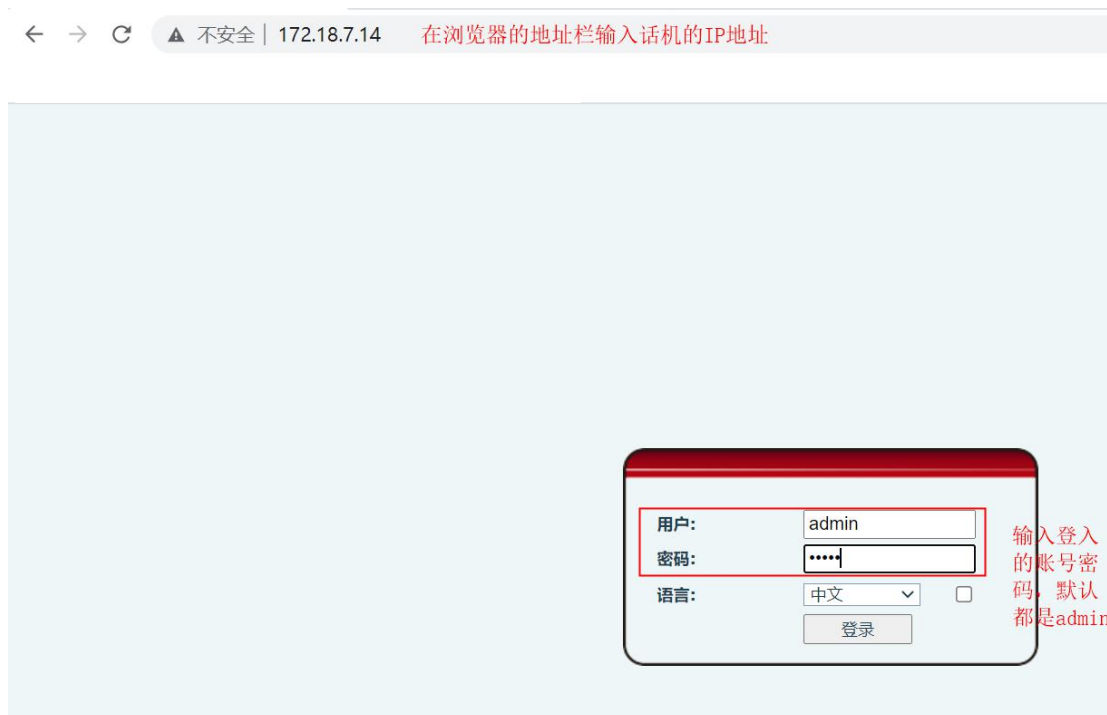 不安全 | 172.18.7.14 在浏览器的地址栏输入话机的IP地址
用户: admin
密码: •••••
语言: 中文
登录
输入登入
的账号密
码，默认
都是admin